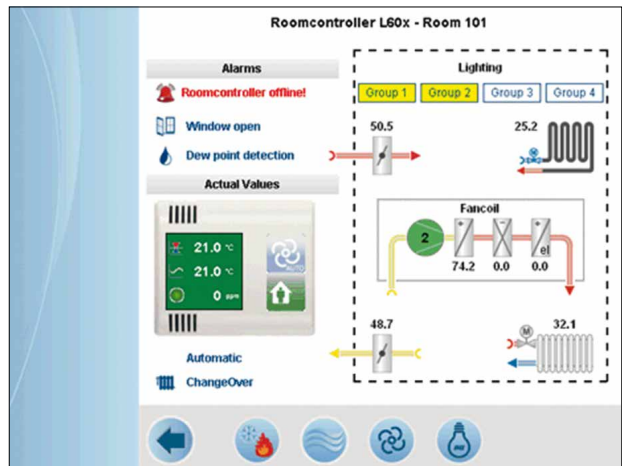 Roomcontroller L60x - Room 101
Alarms
Roomcontroller offline!
Window open
Dew point detection
Actual Values
21.0 °C
AUTO
21.0 °C
0 ppm
Automatic
ChangeOver
Lighting
Group 1 Group 2 Group 3 Group 4
50.5 25.2
M
Fancoil
2
el
74.2 0.0 0.0
48.7 32.1
M